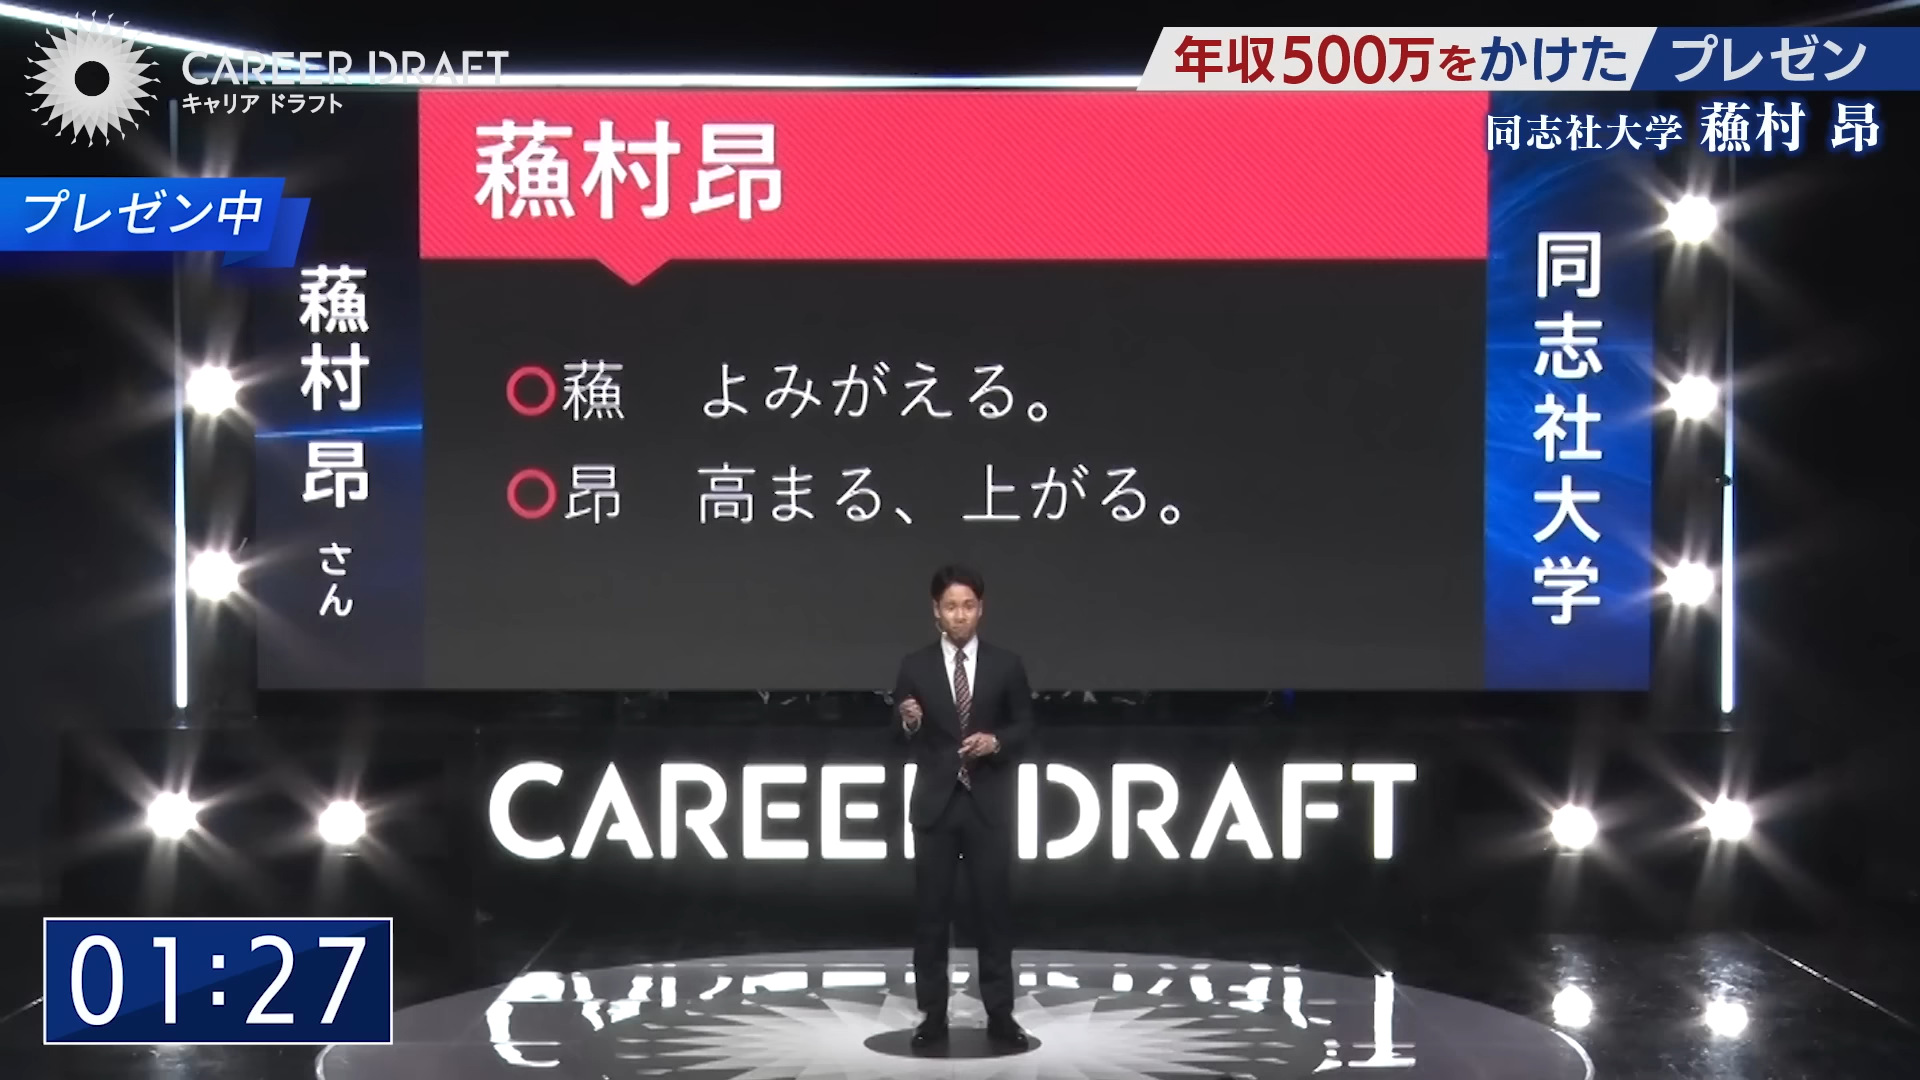 CAREER DRAFT
キャリア ドラフト
年収500万をかけた プレゼン
同志社大学 蘓村 昂
プレゼン中
蘓村昂
蘓村 昂 さん
○蘓 よみがえる。
○昂 高まる、上がる。
同志社大学
CAREER DRAFT
01:27